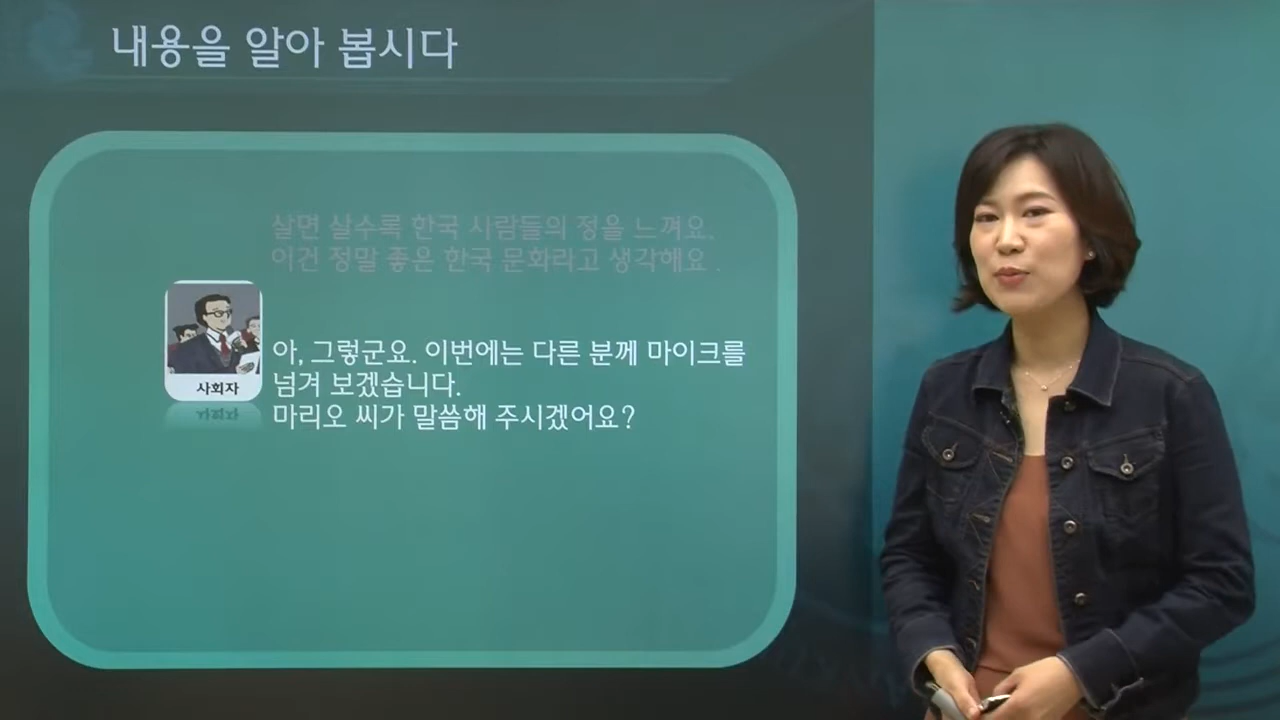 내용을 알아 봅시다
살면 살수록 한국 사람들의 정을 느껴요.
이건 정말 좋은 한국 문화라고 생각해요.
아, 그렇군요. 이번에는 다른 분께 마이크를
넘겨 보겠습니다.
마리오 씨가 말씀해 주시겠어요?
사회자